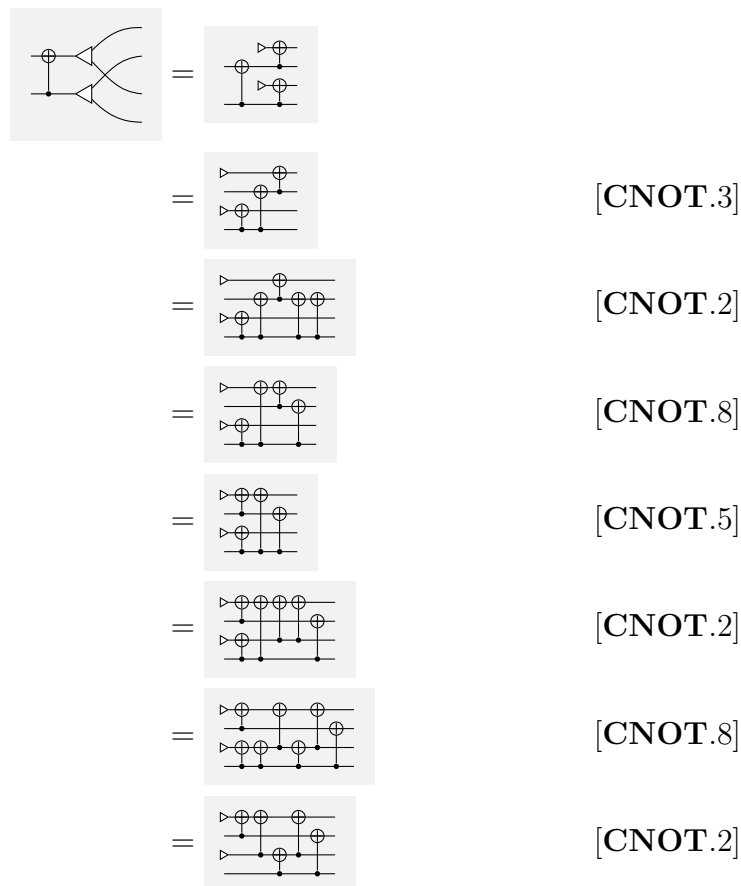 =
= [CNOT.3]
= [CNOT.2]
= [CNOT.8]
= [CNOT.5]
= [CNOT.2]
= [CNOT.8]
= [CNOT.2]